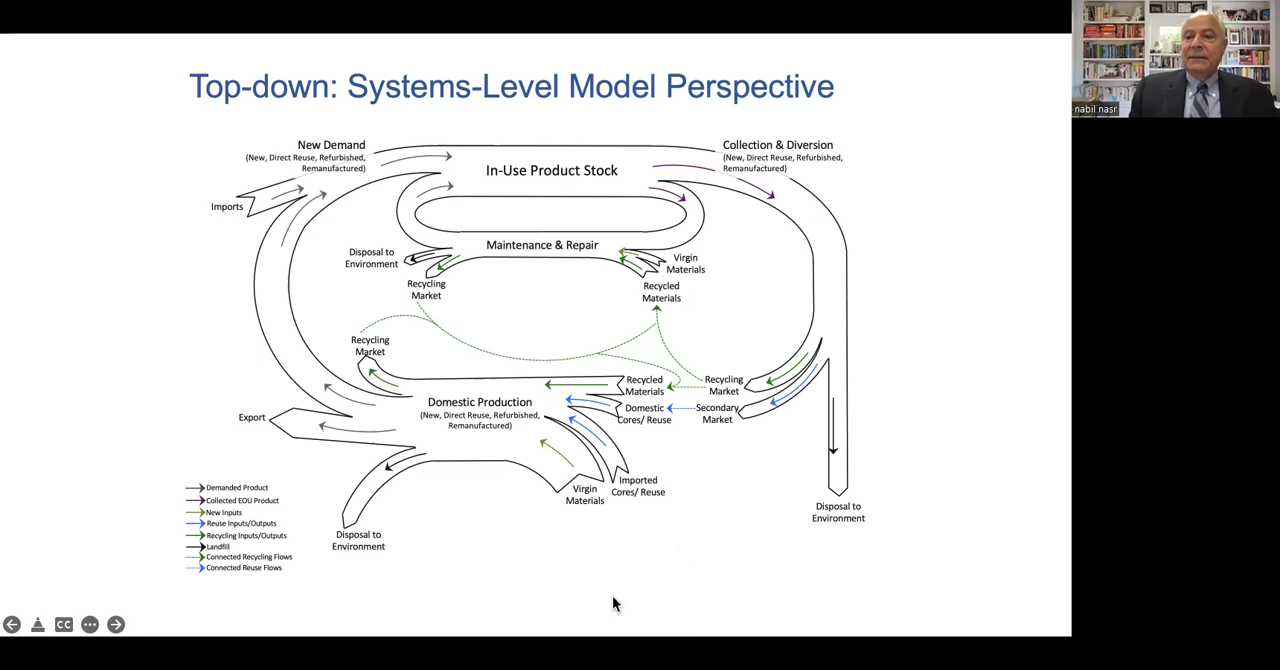 Top-down: Systems-Level Model Perspective
New Demand
(New, Direct Reuse, Refurbished,
Remanufactured)
Collection & Diversion
(New, Direct Reuse, Refurbished,
Remanufactured)
In-Use Product Stock
Imports
Maintenance & Repair
Disposal to
Environment
Virgin
Materials
Recycling
Market
Recycled
Materials
Recycling
Market
Recycled
Materials
Recycling
Market
Domestic Production
(New, Direct Reuse, Refurbished,
Remanufactured)
Domestic
Cores/ Reuse
Secondary
Market
Export
Imported
Cores/ Reuse
Virgin
Materials
Disposal to
Environment
Disposal to
Environment
Demanded Product
Collected EOU Product
New Inputs
Reuse Inputs/Outputs
Recycling Inputs/Outputs
Landfill
Connected Recycling Flows
Connected Reuse Flows
CC
nabil nasr